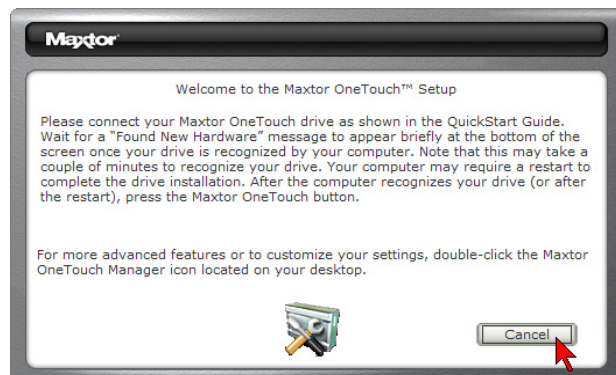 Maxtor
Welcome to the Maxtor OneTouch™ Setup
Please connect your Maxtor OneTouch drive as shown in the QuickStart Guide.
Wait for a “Found New Hardware” message to appear briefly at the bottom of the
screen once your drive is recognized by your computer. Note that this may take a
couple of minutes to recognize your drive. Your computer may require a restart to
complete the drive installation. After the computer recognizes your drive (or after
the restart), press the Maxtor OneTouch button.
For more advanced features or to customize your settings, double-click the Maxtor
OneTouch Manager icon located on your desktop.
Cancel